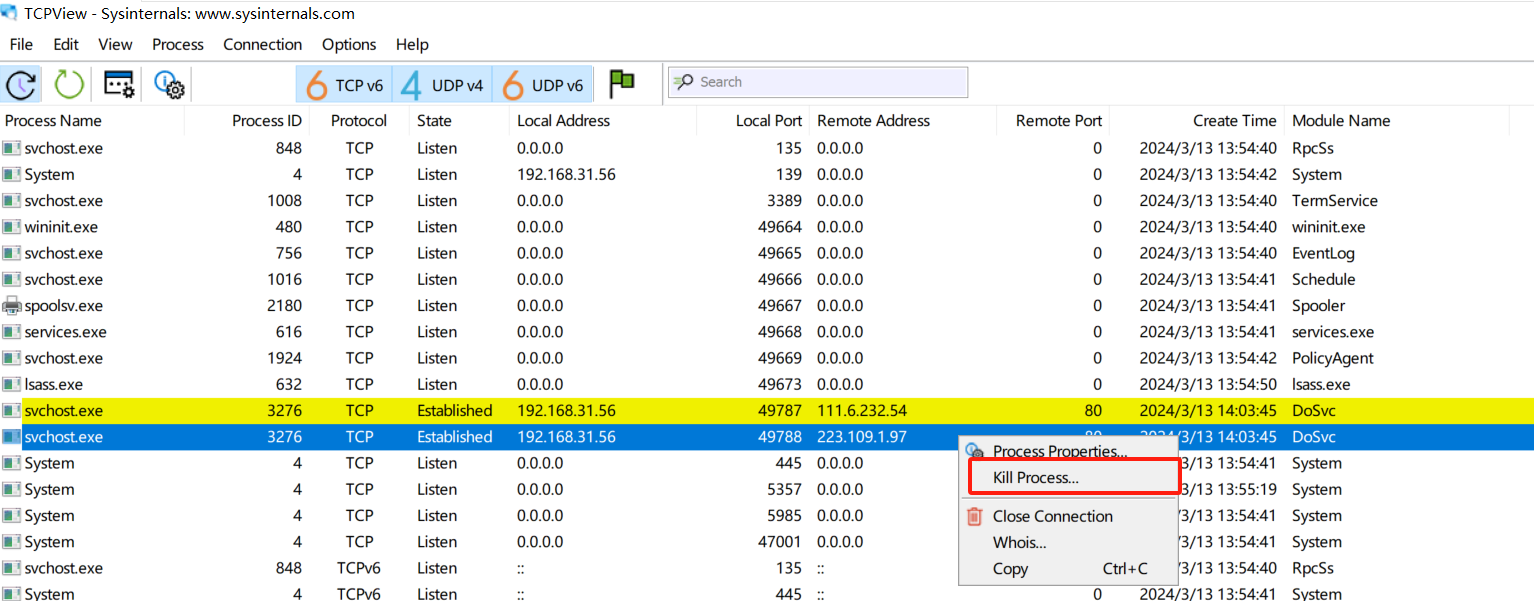 TCPView - Sysinternals: www.sysinternals.com
File Edit View Process Connection Options Help
6 TCP v6 4 UDP v4 6 UDP v6 Search
Process Name Process ID Protocol State Local Address Local Port Remote Address Remote Port Create Time Module Name
svchost.exe 848 TCP Listen 0.0.0.0 135 0.0.0.0 0 2024/3/13 13:54:40 RpcSs
System 4 TCP Listen 192.168.31.56 139 0.0.0.0 0 2024/3/13 13:54:42 System
svchost.exe 1008 TCP Listen 0.0.0.0 3389 0.0.0.0 0 2024/3/13 13:54:40 TermService
wininit.exe 480 TCP Listen 0.0.0.0 49664 0.0.0.0 0 2024/3/13 13:54:40 wininit.exe
svchost.exe 756 TCP Listen 0.0.0.0 49665 0.0.0.0 0 2024/3/13 13:54:40 EventLog
svchost.exe 1016 TCP Listen 0.0.0.0 49666 0.0.0.0 0 2024/3/13 13:54:41 Schedule
spoolsv.exe 2180 TCP Listen 0.0.0.0 49667 0.0.0.0 0 2024/3/13 13:54:41 Spooler
services.exe 616 TCP Listen 0.0.0.0 49668 0.0.0.0 0 2024/3/13 13:54:41 services.exe
svchost.exe 1924 TCP Listen 0.0.0.0 49669 0.0.0.0 0 2024/3/13 13:54:42 PolicyAgent
lsass.exe 632 TCP Listen 0.0.0.0 49673 0.0.0.0 0 2024/3/13 13:54:50 lsass.exe
svchost.exe 3276 TCP Established 192.168.31.56 49787 111.6.232.54 80 2024/3/13 14:03:45 DoSvc
svchost.exe 3276 TCP Established 192.168.31.56 49788 223.109.1.97 80 2024/3/13 14:03:45 DoSvc
Process Properties...
System 4 TCP Listen 0.0.0.0 445 0.0.0.0 /3/13 13:54:41 System
Kill Process...
System 4 TCP Listen 0.0.0.0 5357 0.0.0.0 3/13 13:55:19 System
System 4 TCP Listen 0.0.0.0 5985 0.0.0.0 Close Connection /3/13 13:54:41 System
System 4 TCP Listen 0.0.0.0 47001 0.0.0.0 Whois... /3/13 13:54:41 System
svchost.exe 848 TCPv6 Listen :: 135 :: Copy Ctrl+C /3/13 13:54:40 RpcSs
System 4 TCPv6 Listen :: 445 :: 0 2024/3/13 13:54:41 System